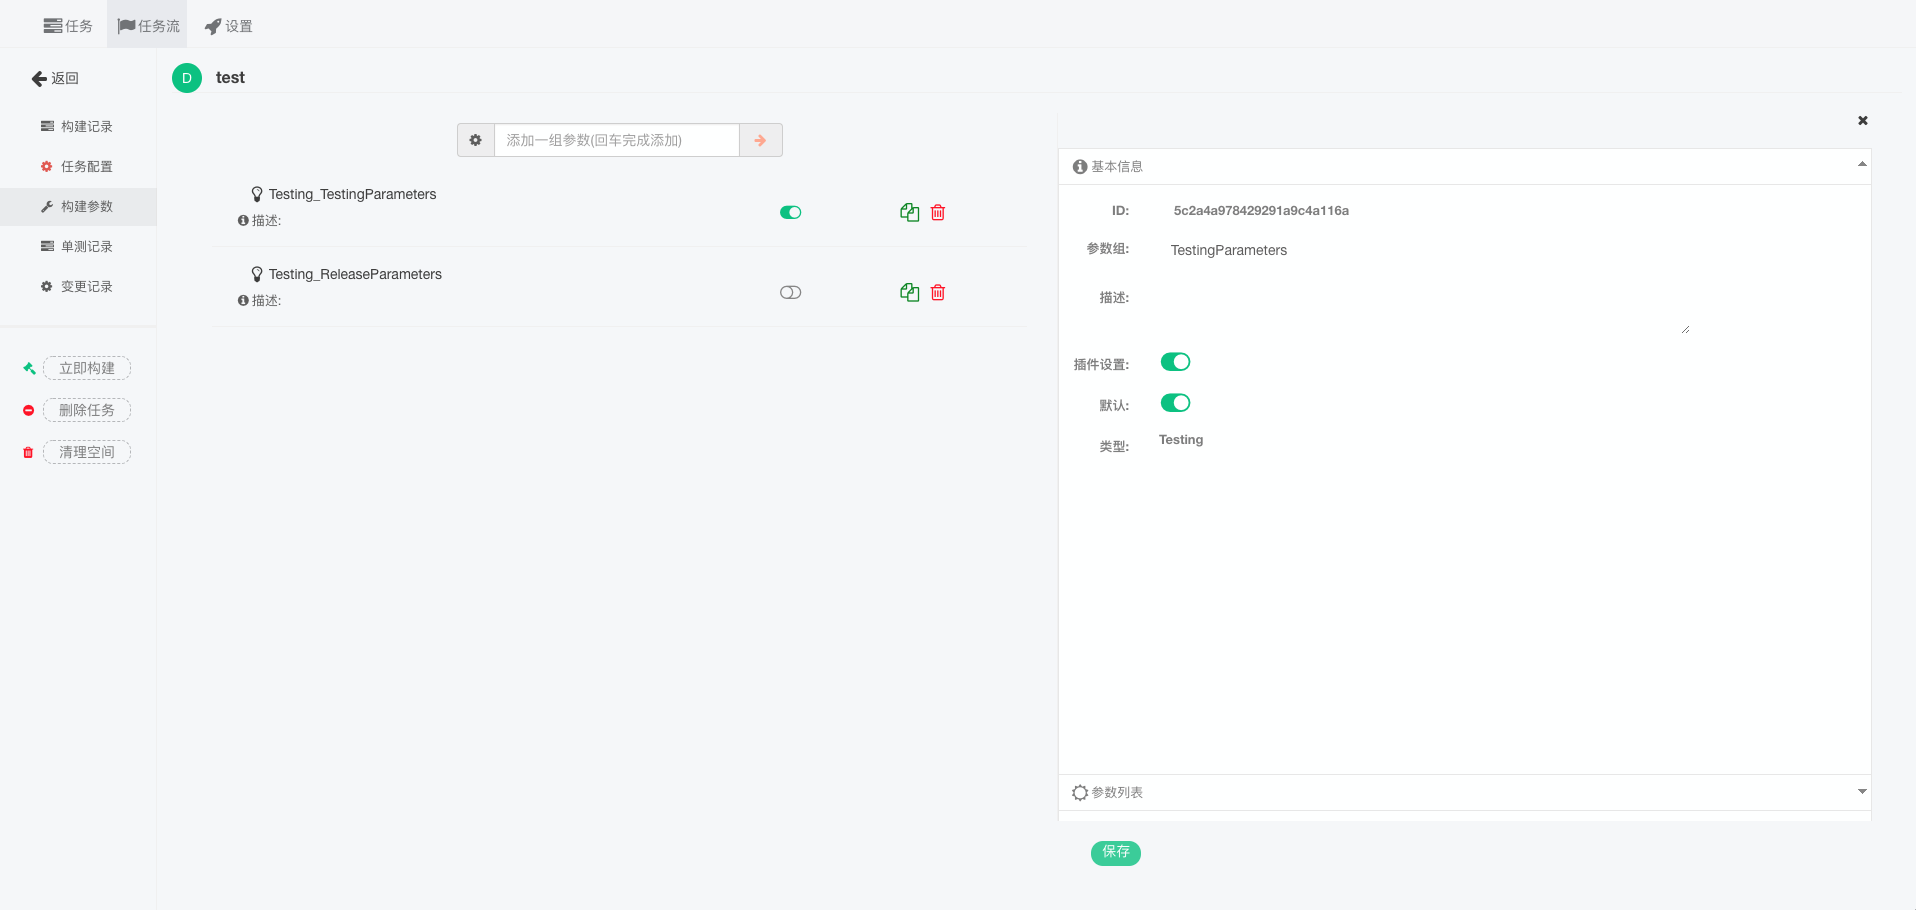 任务 任务流 设置
返回
D test
构建记录
任务配置
构建参数
单测记录
变更记录
立即构建
删除任务
清理空间
添加一组参数(回车完成添加)
Testing_TestingParameters
描述:
Testing_ReleaseParameters
描述:
基本信息
ID: 5c2a4a978429291a9c4a116a
参数组: TestingParameters
描述:
插件设置:
默认:
类型: Testing
参数列表
保存